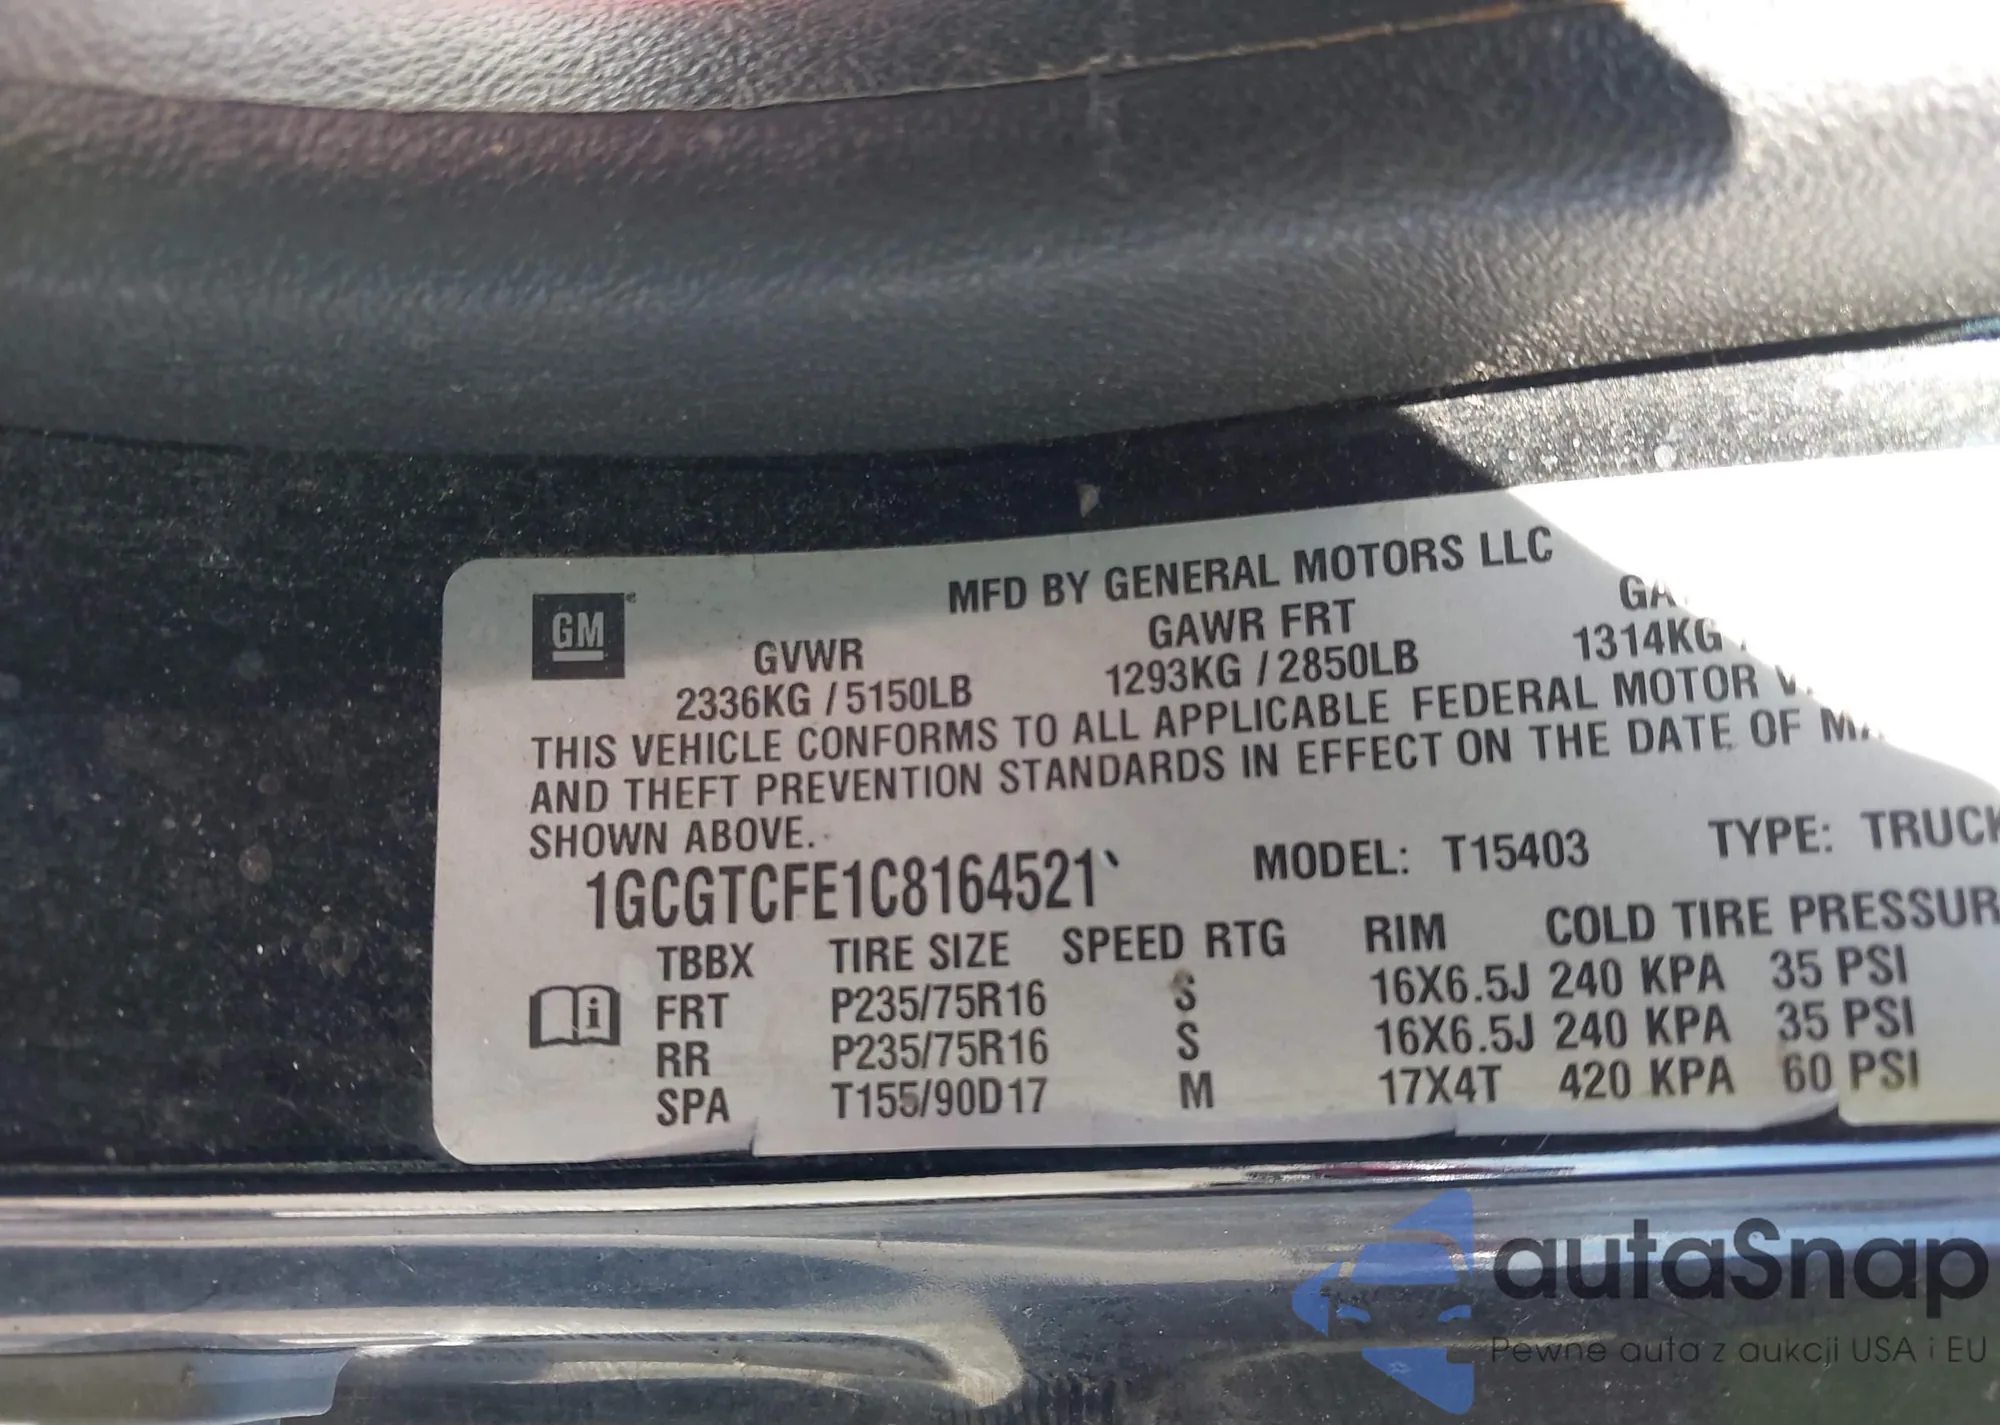 GM
MFD BY GENERAL MOTORS LLC
GVWR GAWR FRT
2336KG / 5150LB 1293KG / 2850LB 1314KG
THIS VEHICLE CONFORMS TO ALL APPLICABLE FEDERAL MOTOR
AND THEFT PREVENTION STANDARDS IN EFFECT ON THE DATE OF
SHOWN ABOVE.
1GCGTCFE1C8164521 MODEL: T15403 TYPE: TRUCK
TBBX TIRE SIZE SPEED RTG RIM COLD TIRE PRESSUR
FRT P235/75R16 S 16X6.5J 240 KPA 35 PSI
RR P235/75R16 S 16X6.5J 240 KPA 35 PSI
SPA T155/90D17 M 17X4T 420 KPA 60 PSI
autaSnap
Pewne auta z aukcji USA i EU